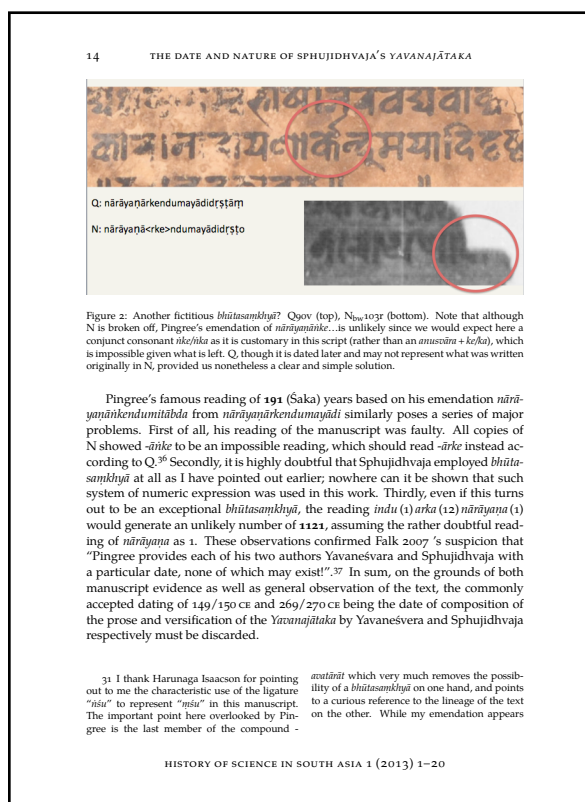 14 THE DATE AND NATURE OF SPHUJIDHVAJA'S YAVANAJĀTAKA
Q: nārāyaṇārkendumayādidṛṣṭāṃ
N: nārāyaṇā<rke>ndumayādidṛṣṭo
Figure 2: Another fictitious bhūtasaṃkhyā? Q90v (top), Nbw103r (bottom). Note that although
N is broken off, Pingree's emendation of nārāyaṇāṅke…is unlikely since we would expect here a
conjunct consonant ṅke/ṅka as it is customary in this script (rather than an anusvāra + ke/ka), which
is impossible given what is left. Q, though it is dated later and may not represent what was written
originally in N, provided us nonetheless a clear and simple solution.
Pingree's famous reading of 191 (Śaka) years based on his emendation nārā-
yaṇāṅkendumitābda from nārāyaṇārkendumayādi similarly poses a series of major
problems. First of all, his reading of the manuscript was faulty. All copies of
N showed -āṅke to be an impossible reading, which should read -ārke instead ac-
cording to Q.36 Secondly, it is highly doubtful that Sphujidhvaja employed bhūta-
saṃkhyā at all as I have pointed out earlier; nowhere can it be shown that such
system of numeric expression was used in this work. Thirdly, even if this turns
out to be an exceptional bhūtasaṃkhyā, the reading indu (1) arka (12) nārāyaṇa (1)
would generate an unlikely number of 1121, assuming the rather doubtful read-
ing of nārāyaṇa as 1. These observations confirmed Falk 2007 's suspicion that
"Pingree provides each of his two authors Yavaneśvara and Sphujidhvaja with
a particular date, none of which may exist!".37 In sum, on the grounds of both
manuscript evidence as well as general observation of the text, the commonly
accepted dating of 149/150 CE and 269/270 CE being the date of composition of
the prose and versification of the Yavanajātaka by Yavaneśvera and Sphujidhvaja
respectively must be discarded.
31 I thank Harunaga Isaacson for pointing
out to me the characteristic use of the ligature
"ṅśu" to represent "ṃśu" in this manuscript.
The important point here overlooked by Pin-
gree is the last member of the compound -
avatārāt which very much removes the possib-
ility of a bhūtasaṃkhyā on one hand, and points
to a curious reference to the lineage of the text
on the other. While my emendation appears
HISTORY OF SCIENCE IN SOUTH ASIA 1 (2013) 1–20